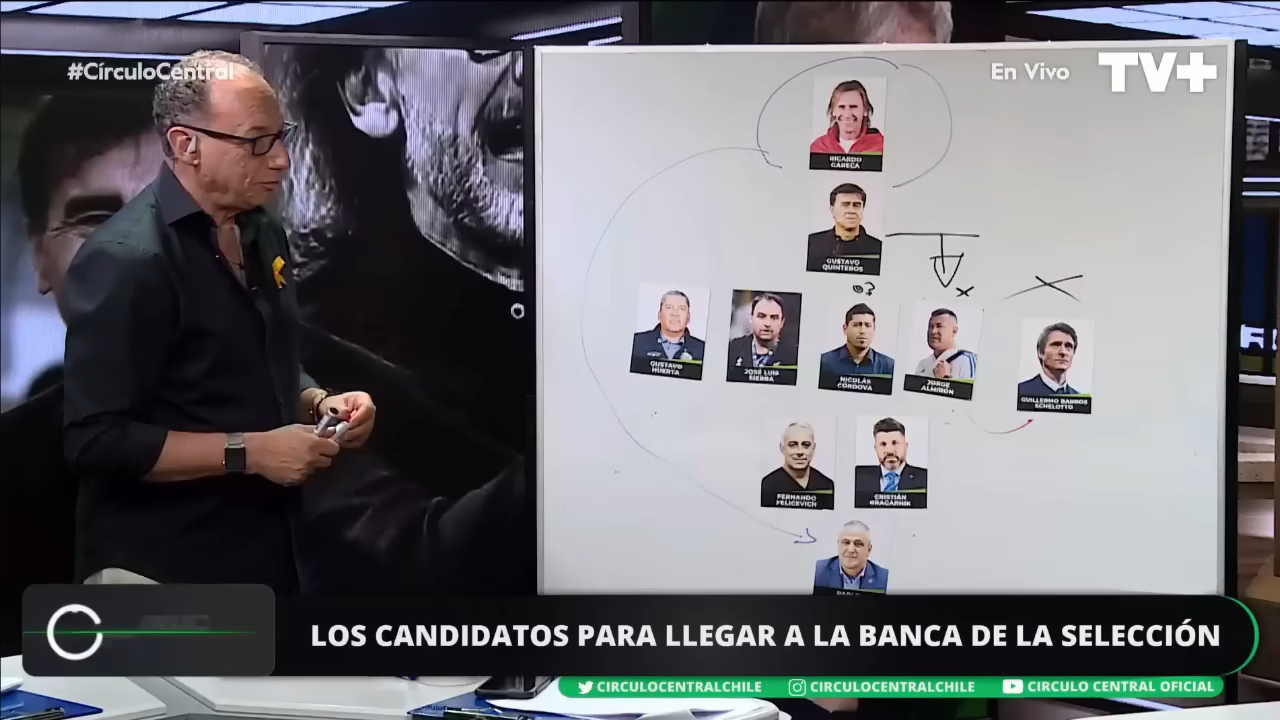 #CírculoCentral
En Vivo
TV+
RICARDO
GARECA
GUSTAVO
QUINTEROS
GUSTAVO
HUERTA
JOSÉ LUIS
SIERRA
NICOLÁS
CÓRDOVA
JORGE
ALMIRÓN
GUILLERMO BARROS
SCHELOTTO
FERNANDO
FELICEVICH
CRISTIÁN
BRAGARNIK
LOS CANDIDATOS PARA LLEGAR A LA BANCA DE LA SELECCIÓN
CIRCULOCENTRALCHILE
CIRCULOCENTRALCHILE
CIRCULO CENTRAL OFICIAL